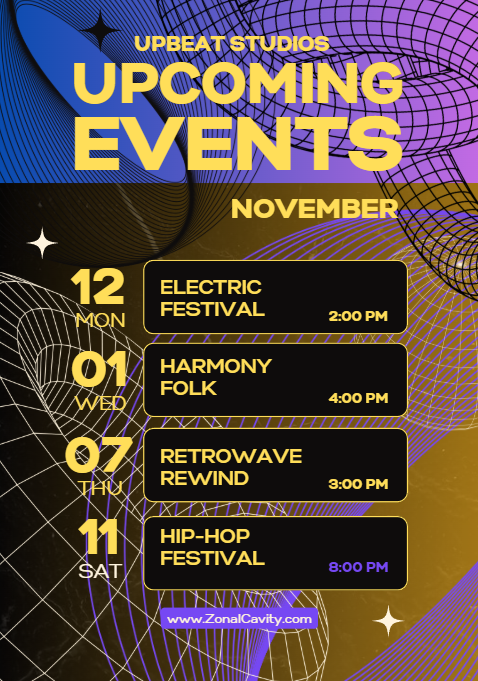 UPBEAT STUDIOS
UPCOMING
EVENTS
NOVEMBER
12
MON
ELECTRIC
FESTIVAL
2:00 PM
01
WED
HARMONY
FOLK
4:00 PM
07
THU
RETROWAVE
REWIND
3:00 PM
11
SAT
HIP-HOP
FESTIVAL
8:00 PM
www.ZonalCavity.com